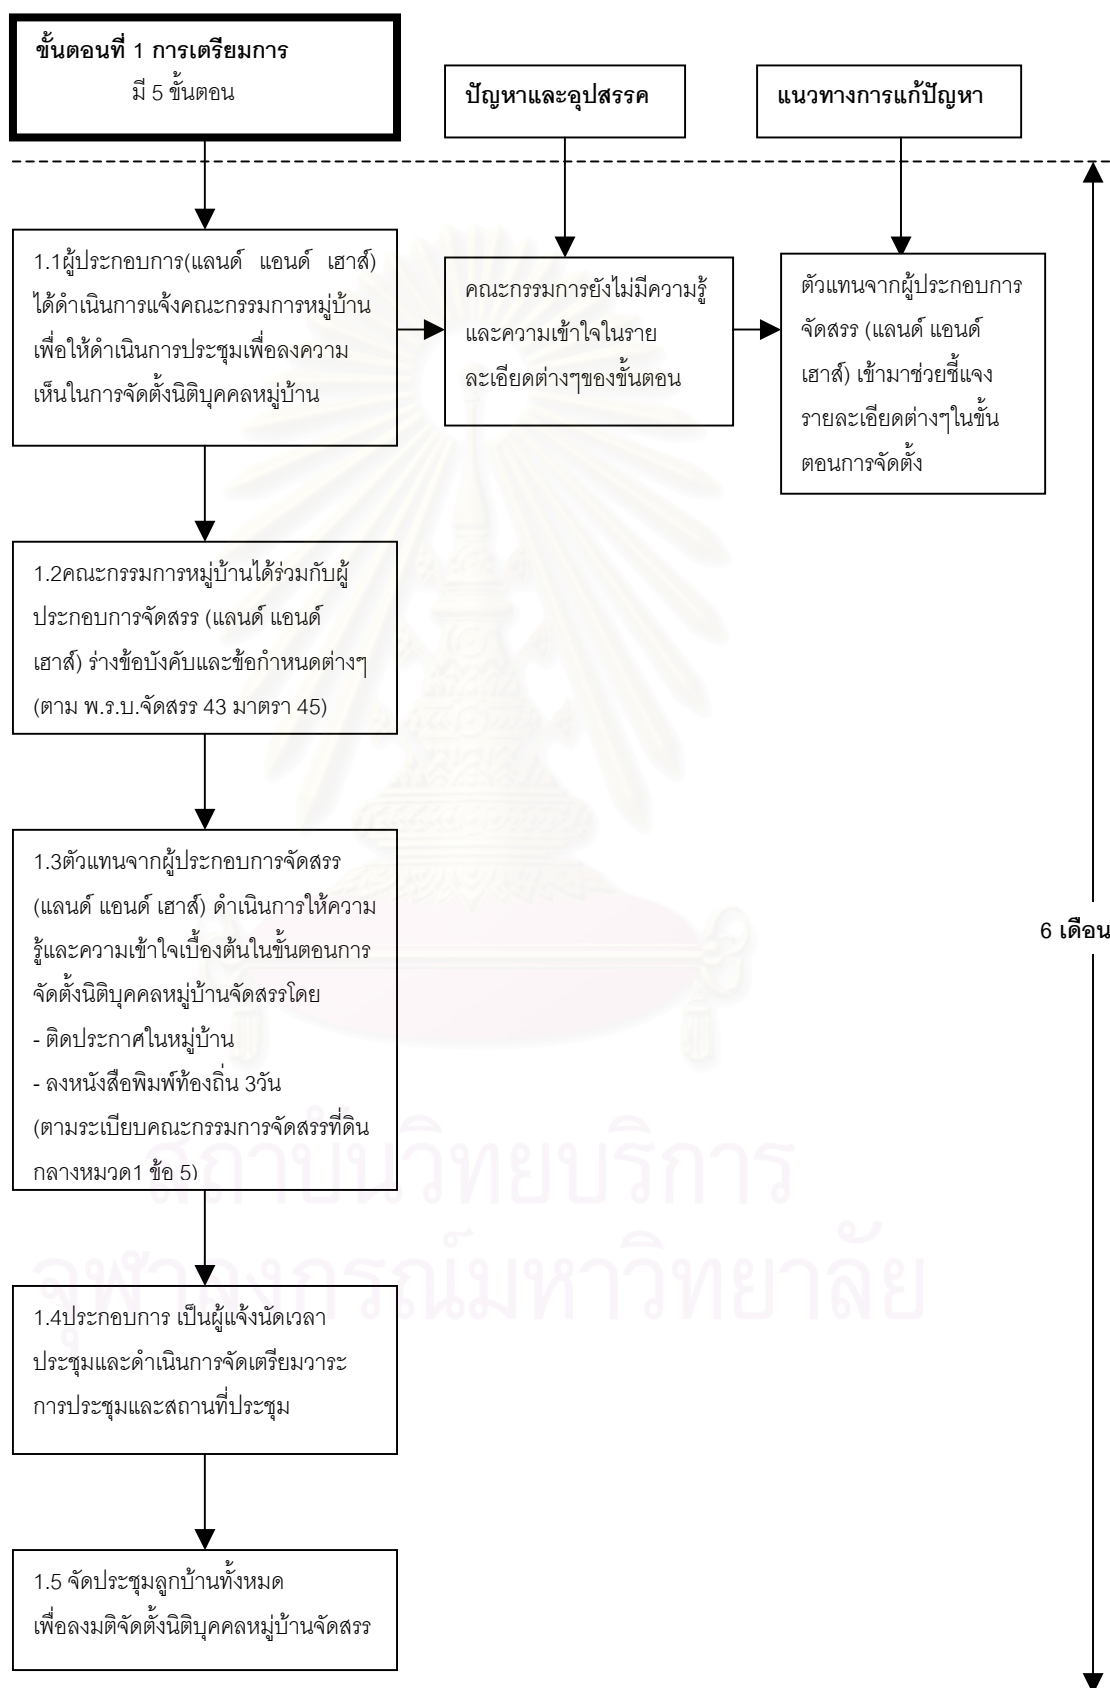 ขั้นตอนที่ 1 การเตรียมการ
มี 5 ขั้นตอน
ปัญหาและอุปสรรค
แนวทางการแก้ปัญหา
1.1ผู้ประกอบการ(แลนด์ แอนด์ เฮาส์)
ได้ดำเนินการแจ้งคณะกรรมการหมู่บ้าน
เพื่อให้ดำเนินการประชุมเพื่อลงความ
เห็นในการจัดตั้งนิติบุคคลหมู่บ้าน
คณะกรรมการยังไม่มีความรู้
และความเข้าใจในราย
ละเอียดต่างๆของขั้นตอน
ตัวแทนจากผู้ประกอบการ
จัดสรร (แลนด์ แอนด์
เฮาส์) เข้ามาช่วยชี้แจง
รายละเอียดต่างๆในขั้น
ตอนการจัดตั้ง
1.2คณะกรรมการหมู่บ้านได้ร่วมกับผู้
ประกอบการจัดสรร (แลนด์ แอนด์
เฮาส์) ร่างข้อบังคับและข้อกำหนดต่างๆ
(ตาม พ.ร.บ.จัดสรร 43 มาตรา 45)
1.3ตัวแทนจากผู้ประกอบการจัดสรร
(แลนด์ แอนด์ เฮาส์) ดำเนินการให้ความ
รู้และความเข้าใจเบื้องต้นในขั้นตอนการ
จัดตั้งนิติบุคคลหมู่บ้านจัดสรรโดย
- ติดประกาศในหมู่บ้าน
- ลงหนังสือพิมพ์ท้องถิ่น 3วัน
(ตามระเบียบคณะกรรมการจัดสรรที่ดิน
กลางหมวด1 ข้อ 5)
6 เดือน
สถาบันวิทยบริการ
จุฬาลงกรณ์มหาวิทยาลัย
1.4ประกอบการ เป็นผู้แจ้งนัดเวลา
ประชุมและดำเนินการจัดเตรียมวาระ
การประชุมและสถานที่ประชุม
1.5 จัดประชุมลูกบ้านทั้งหมด
เพื่อลงมติจัดตั้งนิติบุคคลหมู่บ้านจัดสรร